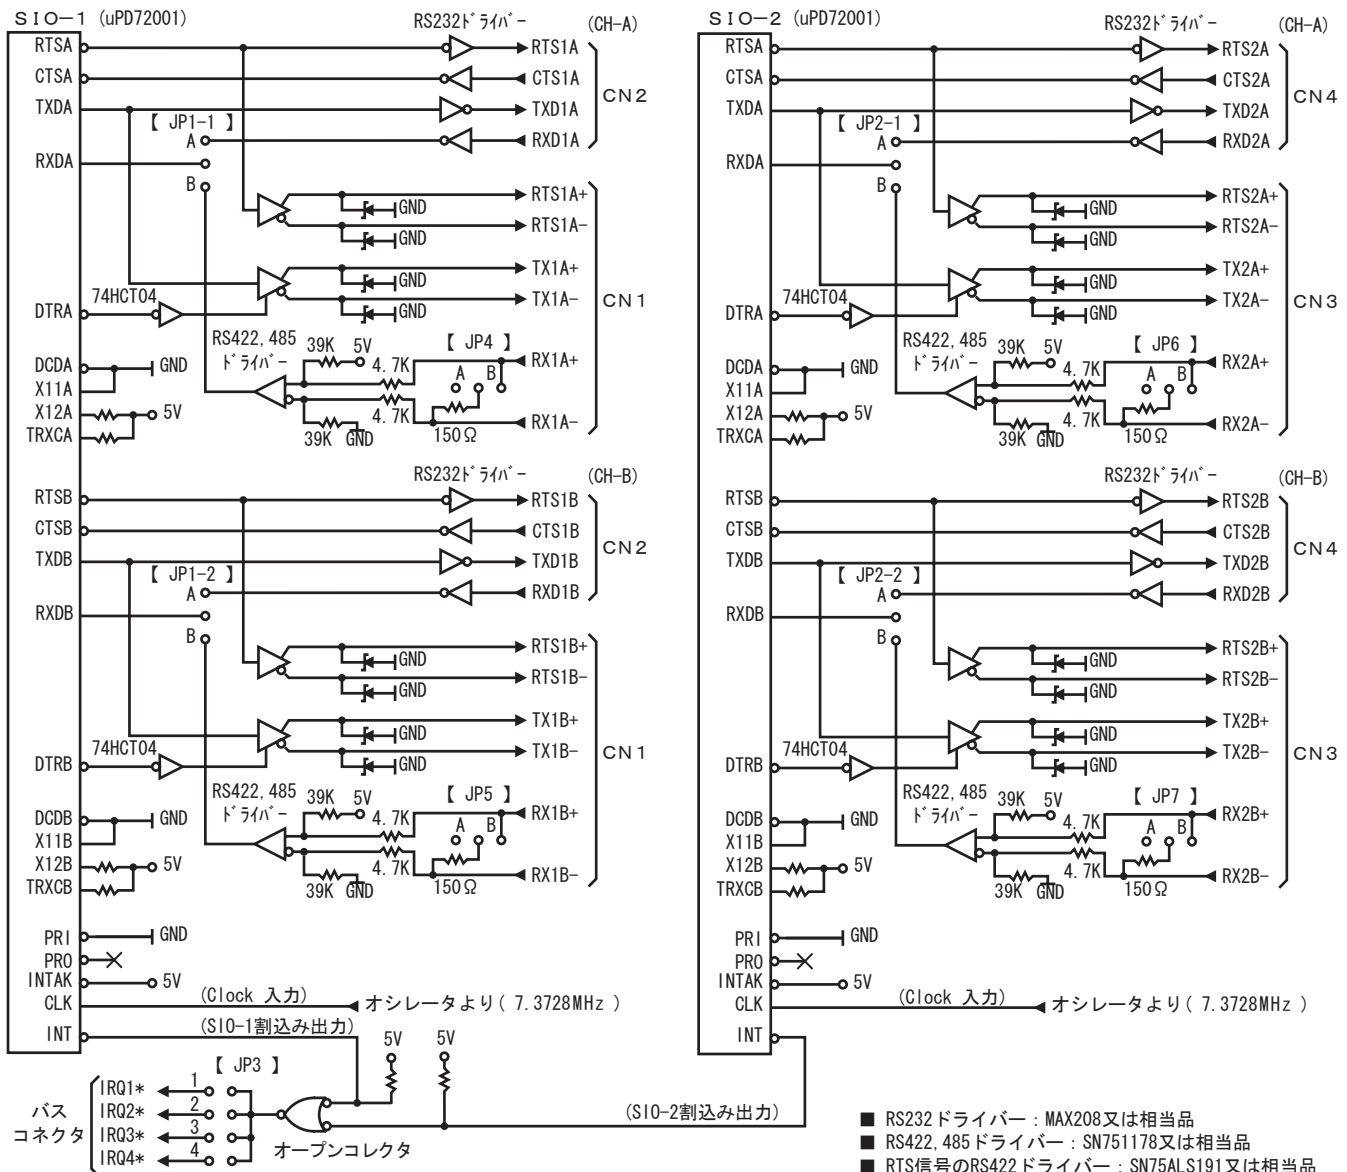 SIO-1 (uPD72001)
RS232ドライバー
(CH-A)
RTSA
RTS1A
CTSA
CTS1A
CN2
TXDA
TXD1A
【 JP1-1 】
A
RXD1A
RXDA
B
RTS1A+
GND
RTS1A-
GND
TX1A+
GND
CN1
74HCT04
TX1A-
GND
DTRA
RS422,485
ドライバー
39K
5V
【 JP4 】
4.7K
RX1A+
DCDA
GND
A
B
X11A
X12A
5V
4.7K
RX1A-
TRXCA
39K
GND
150Ω
RS232ドライバー
(CH-B)
RTSB
RTS1B
CTSB
CTS1B
CN2
TXDB
TXD1B
【 JP1-2 】
A
RXD1B
RXDB
B
RTS1B+
GND
RTS1B-
GND
TX1B+
GND
CN1
74HCT04
TX1B-
GND
DTRB
RS422,485
ドライバー
39K
5V
【 JP5 】
4.7K
RX1B+
DCDB
GND
A
B
X11B
X12B
5V
4.7K
RX1B-
TRXCB
39K
GND
150Ω
PRI
GND
PRO
INTAK
5V
CLK
(Clock 入力)
オシレータより( 7.3728MHz )
INT
(SIO-1割込み出力)
SIO-2 (uPD72001)
RS232ドライバー
(CH-A)
RTSA
RTS2A
CTSA
CTS2A
CN4
TXDA
TXD2A
【 JP2-1 】
A
RXD2A
RXDA
B
RTS2A+
GND
RTS2A-
GND
TX2A+
GND
CN3
74HCT04
TX2A-
GND
DTRA
RS422,485
ドライバー
39K
5V
【 JP6 】
4.7K
RX2A+
DCDA
GND
A
B
X11A
X12A
5V
4.7K
RX2A-
TRXCA
39K
GND
150Ω
RS232ドライバー
(CH-B)
RTSB
RTS2B
CTSB
CTS2B
CN4
TXDB
TXD2B
【 JP2-2 】
A
RXD2B
RXDB
B
RTS2B+
GND
RTS2B-
GND
TX2B+
GND
CN3
74HCT04
TX2B-
GND
DTRB
RS422,485
ドライバー
39K
5V
【 JP7 】
4.7K
RX2B+
DCDB
GND
A
B
X11B
X12B
5V
4.7K
RX2B-
TRXCB
39K
GND
150Ω
PRI
GND
PRO
INTAK
5V
CLK
(Clock 入力)
オシレータより( 7.3728MHz )
INT
(SIO-2割込み出力)
5V
5V
【 JP3 】
バス
コネクタ
IRQ1*
1
IRQ2*
2
IRQ3*
3
IRQ4*
4
オープンコレクタ
■ RS232ドライバー：MAX208又は相当品
■ RS422,485ドライバー：SN751178又は相当品
■ RTS信号のRS422ドライバー：SN75ALS191又は相当品